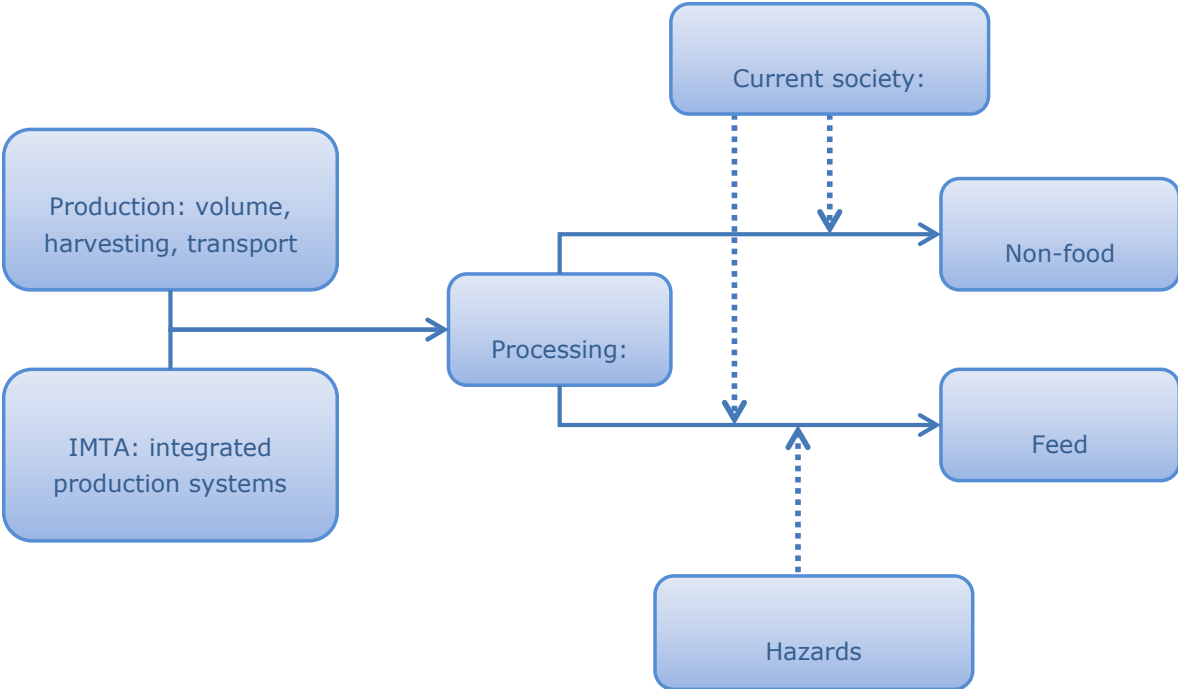 Current society:
Production: volume,
harvesting, transport
Non-food
Processing:
IMTA: integrated
production systems
Feed
Hazards